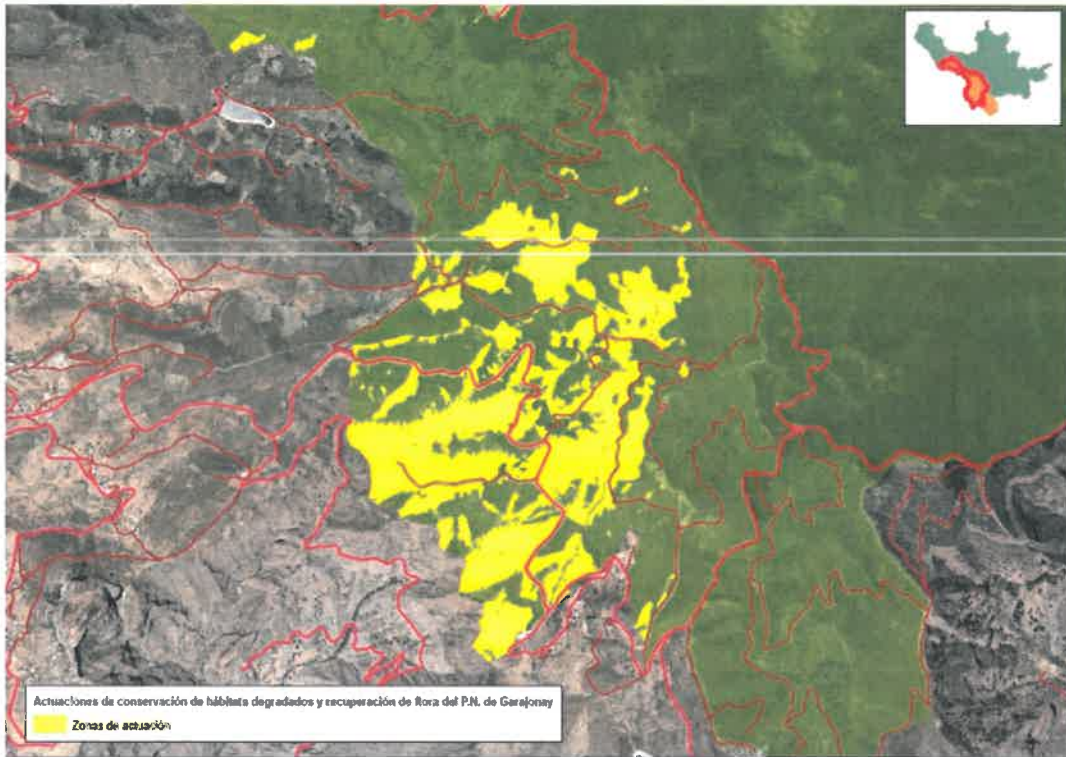 Actuaciones de conservación de hábitats degradados y recuperación de flora del P.N. de Garajonay
Zonas de actuación